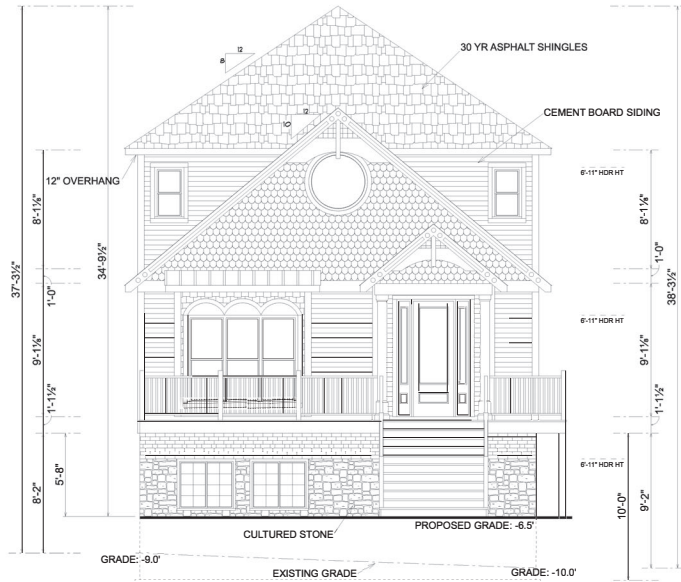 12
8
30 YR ASPHALT SHINGLES
12
10
CEMENT BOARD SIDING
12" OVERHANG
6'-11" HDR HT
8'-1⅛"
8'-1⅛"
1'-0"
37'-3½"
34'-9½"
38'-3½"
1'-0"
6'-11" HDR HT
9'-1⅛"
9'-1⅛"
1'-1½"
1'-1½"
6'-11" HDR HT
5'-8"
8'-2"
10'-0"
9'-2"
PROPOSED GRADE: -6.5'
CULTURED STONE
GRADE: -9.0'
EXISTING GRADE
GRADE: -10.0'